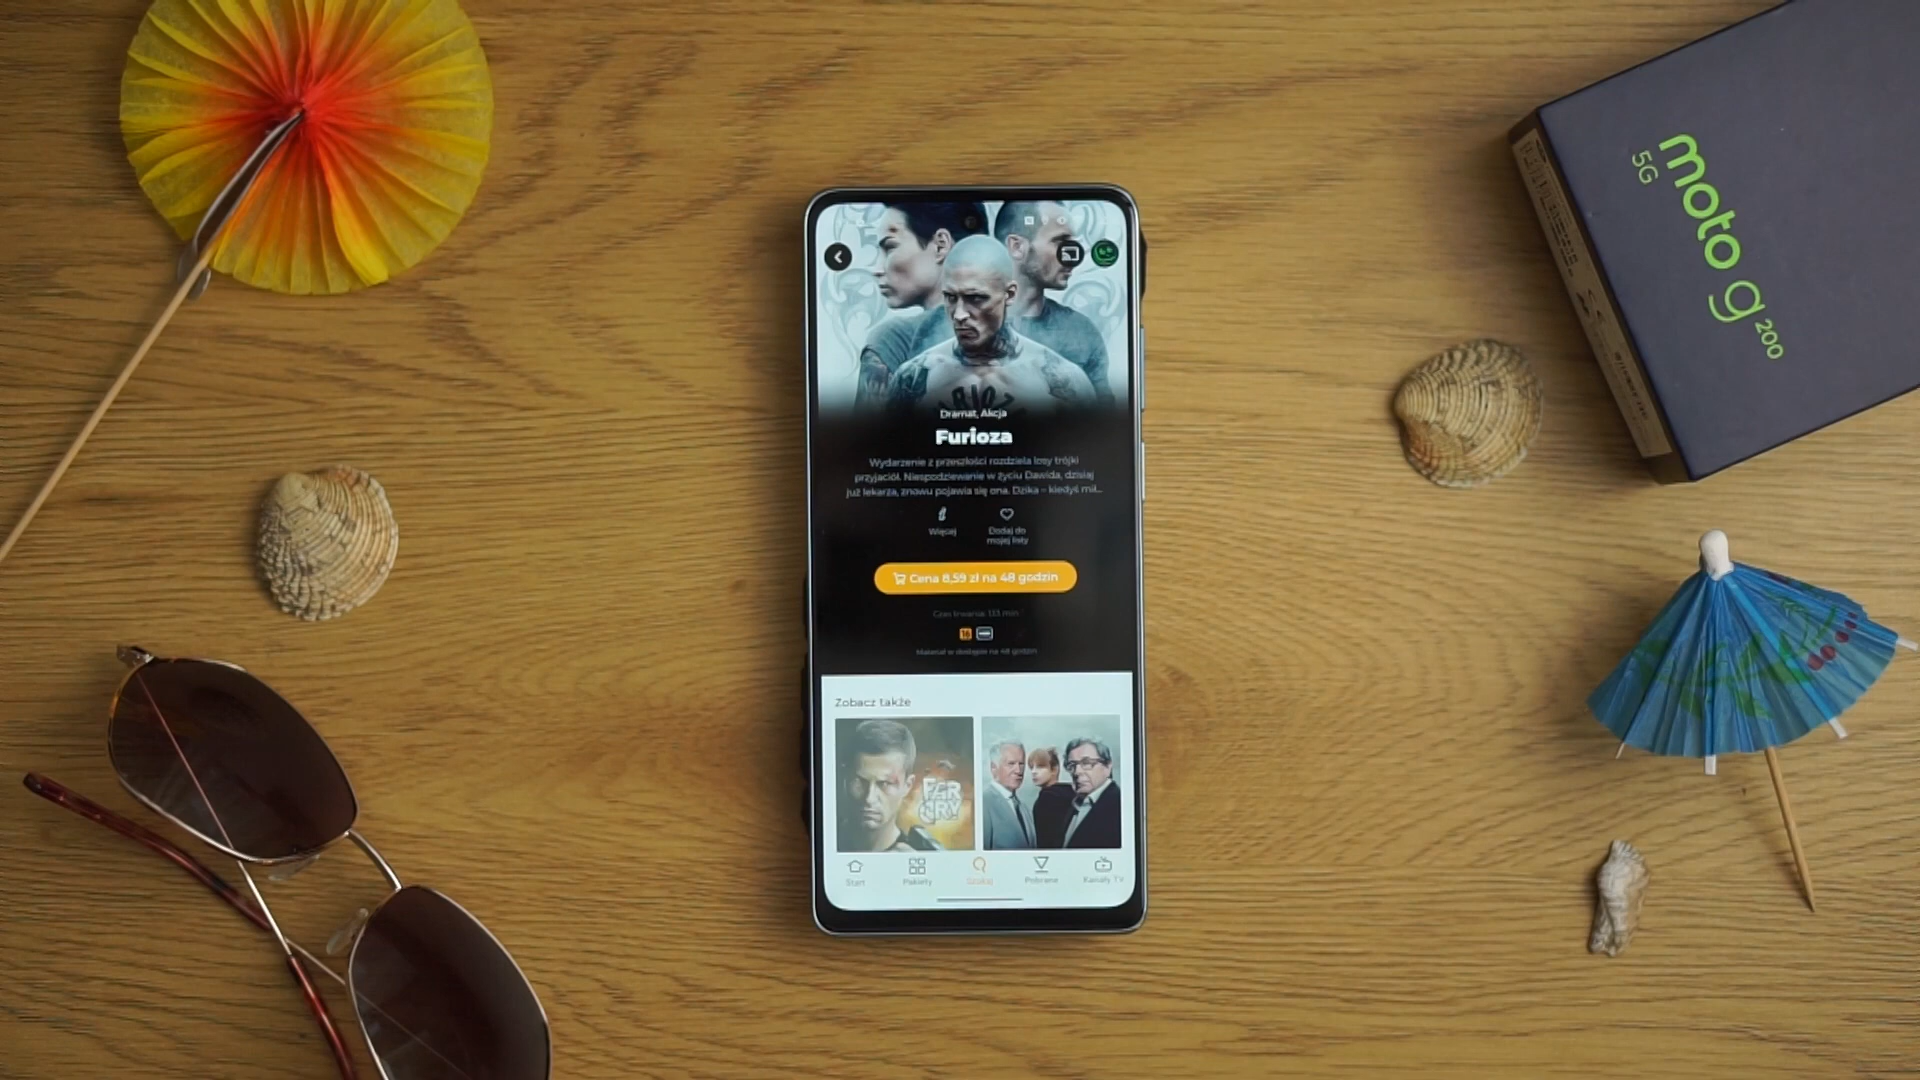 Dramat, Akcja
Furioza
Wydarzenie z przeszłości rozdziela losy trójki
przyjaciół. Niespodziewanie w życiu Dawida, dzisiaj
już lekarza, znowu pojawia się ona. Dzika – kiedyś mił...
Więcej
Dodaj do
mojej listy
Cena 8,59 zł na 48 godzin
Czas trwania: 133 min
16
Materiał w dostępie na 48 godzin
Zobacz także
FAR
CRY
Start
Pakiety
Szukaj
Pobrane
Kanały TV
moto g 200
5G